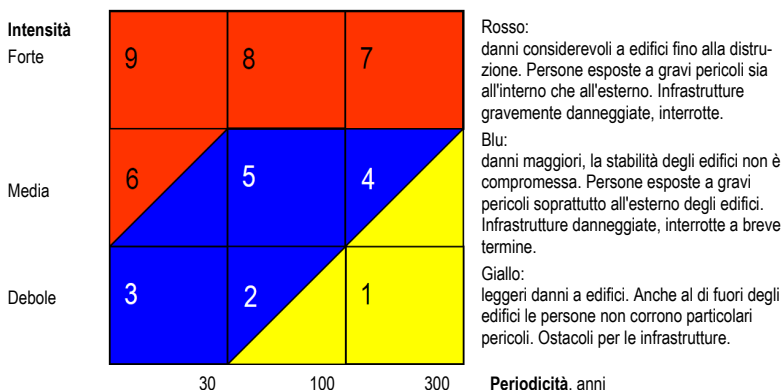 Intensità
Forte
9 8 7
Media
6 5 4
Debole
3 2 1
30 100 300 Periodicità, anni
Rosso:
danni considerevoli a edifici fino alla distru-
zione. Persone esposte a gravi pericoli sia
all'interno che all'esterno. Infrastrutture
gravemente danneggiate, interrotte.
Blu:
danni maggiori, la stabilità degli edifici non è
compromessa. Persone esposte a gravi
pericoli soprattutto all'esterno degli edifici.
Infrastrutture danneggiate, interrotte a breve
termine.
Giallo:
leggeri danni a edifici. Anche al di fuori degli
edifici le persone non corrono particolari
pericoli. Ostacoli per le infrastrutture.